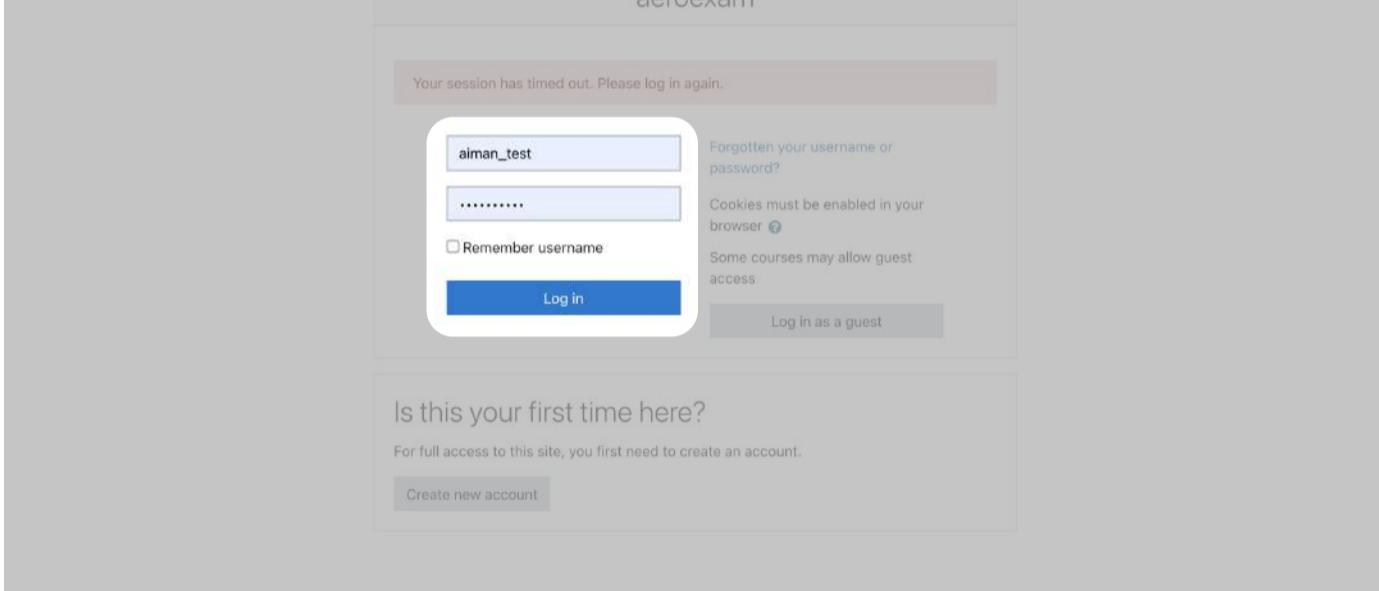 aeroexam
Your session has timed out. Please log in again.
aiman_test
••••••••••
Remember username
Log in
Forgotten your username or
password?
Cookies must be enabled in your
browser
Some courses may allow guest
access
Log in as a guest
Is this your first time here?
For full access to this site, you first need to create an account.
Create new account